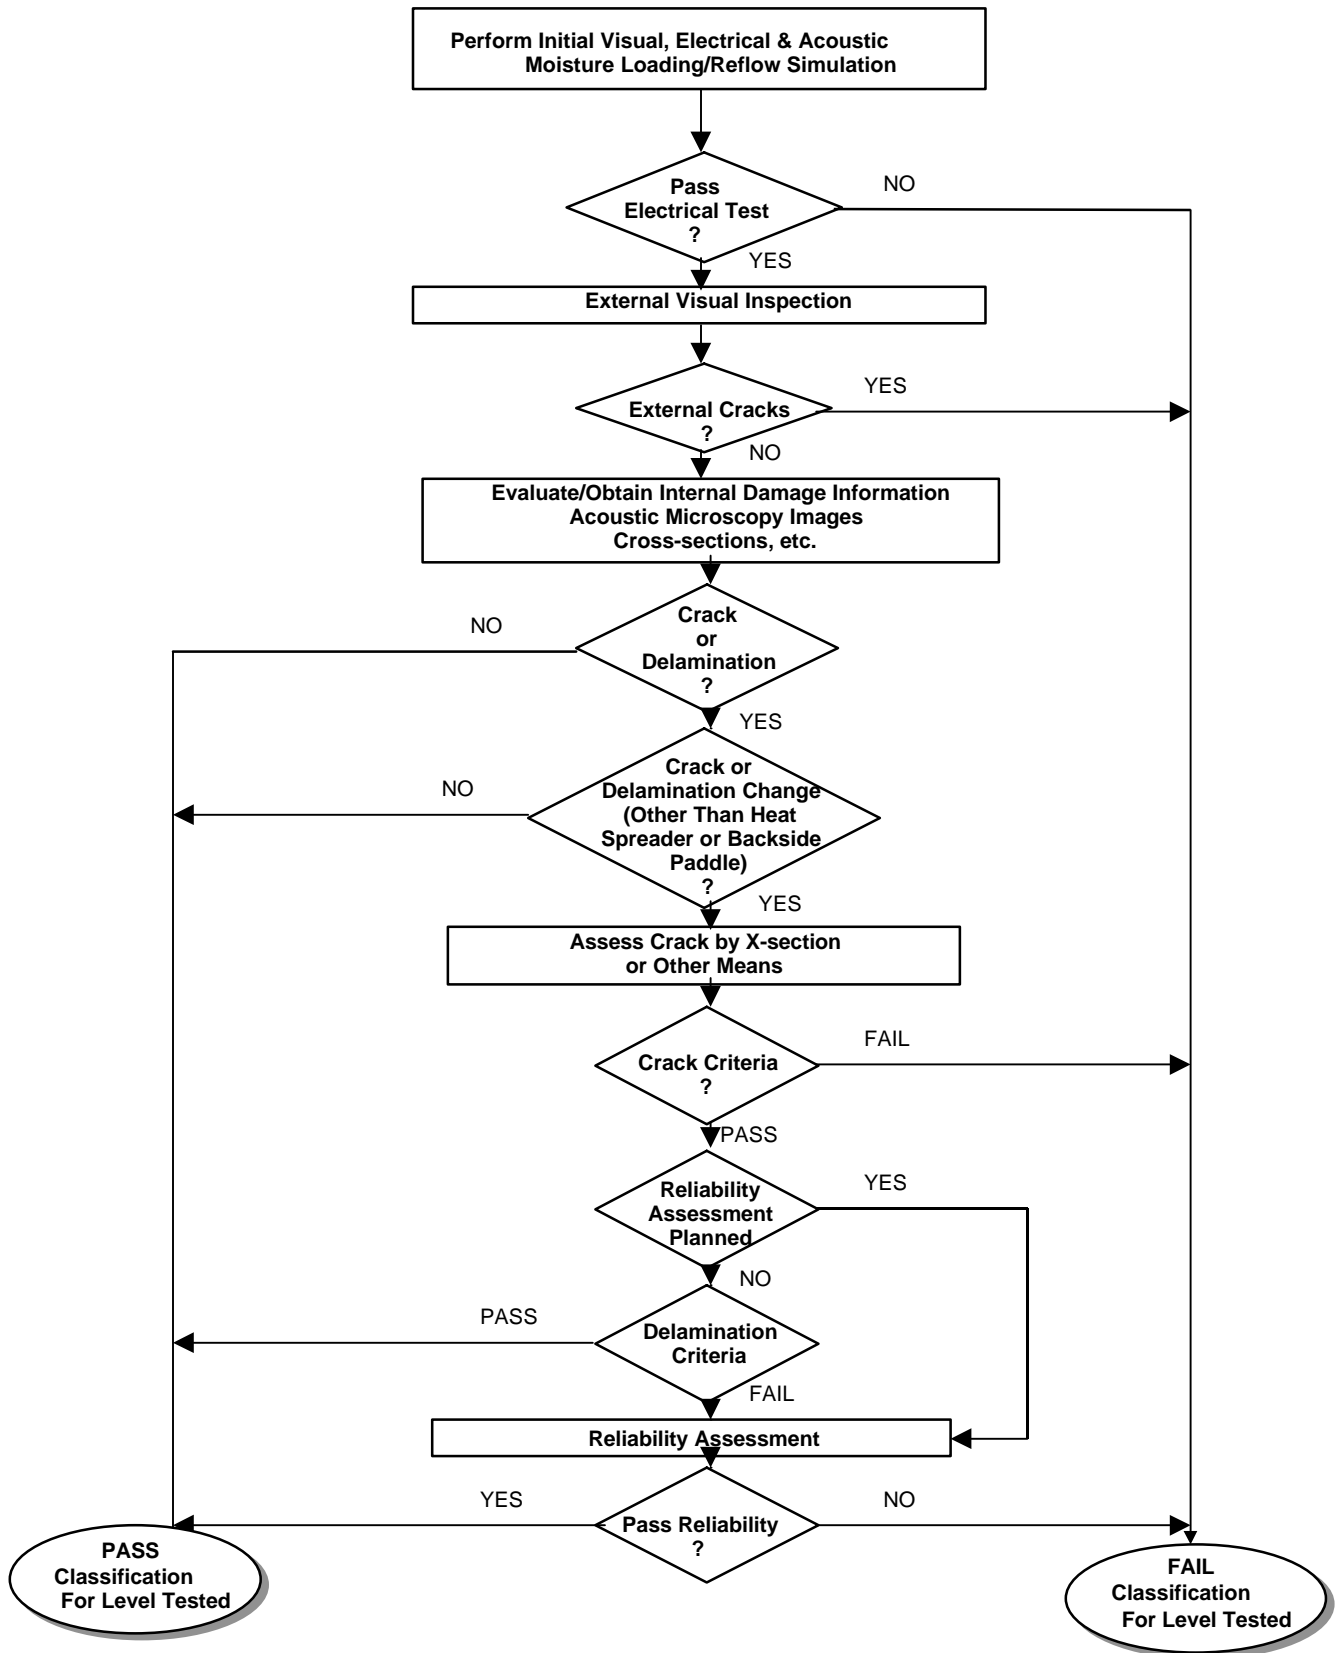 Perform Initial Visual, Electrical & Acoustic
Moisture Loading/Reflow Simulation
Pass
Electrical Test
?
NO
YES
External Visual Inspection
External Cracks
?
YES
NO
Evaluate/Obtain Internal Damage Information
Acoustic Microscopy Images
Cross-sections, etc.
Crack
or
Delamination
?
NO
YES
Crack or
Delamination Change
(Other Than Heat
Spreader or Backside
Paddle)
?
NO
YES
Assess Crack by X-section
or Other Means
Crack Criteria
?
FAIL
PASS
Reliability
Assessment
Planned
YES
NO
Delamination
Criteria
PASS
FAIL
Reliability Assessment
Pass Reliability
?
YES
NO
PASS
Classification
For Level Tested
FAIL
Classification
For Level Tested